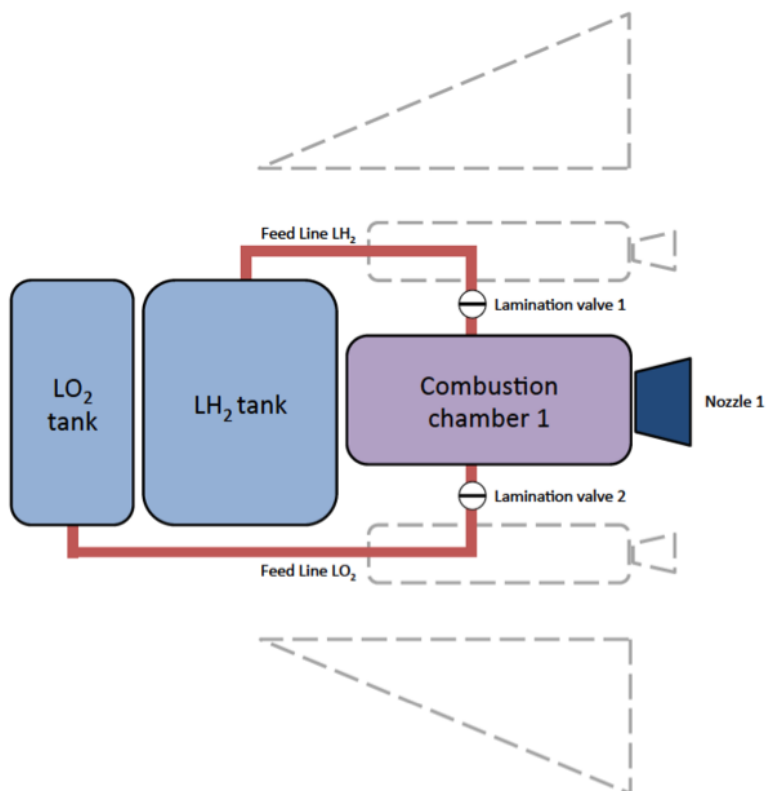 Feed Line LH₂
Lamination valve 1
LO₂
tank
LH₂ tank
Combustion
chamber 1
Nozzle 1
Lamination valve 2
Feed Line LO₂